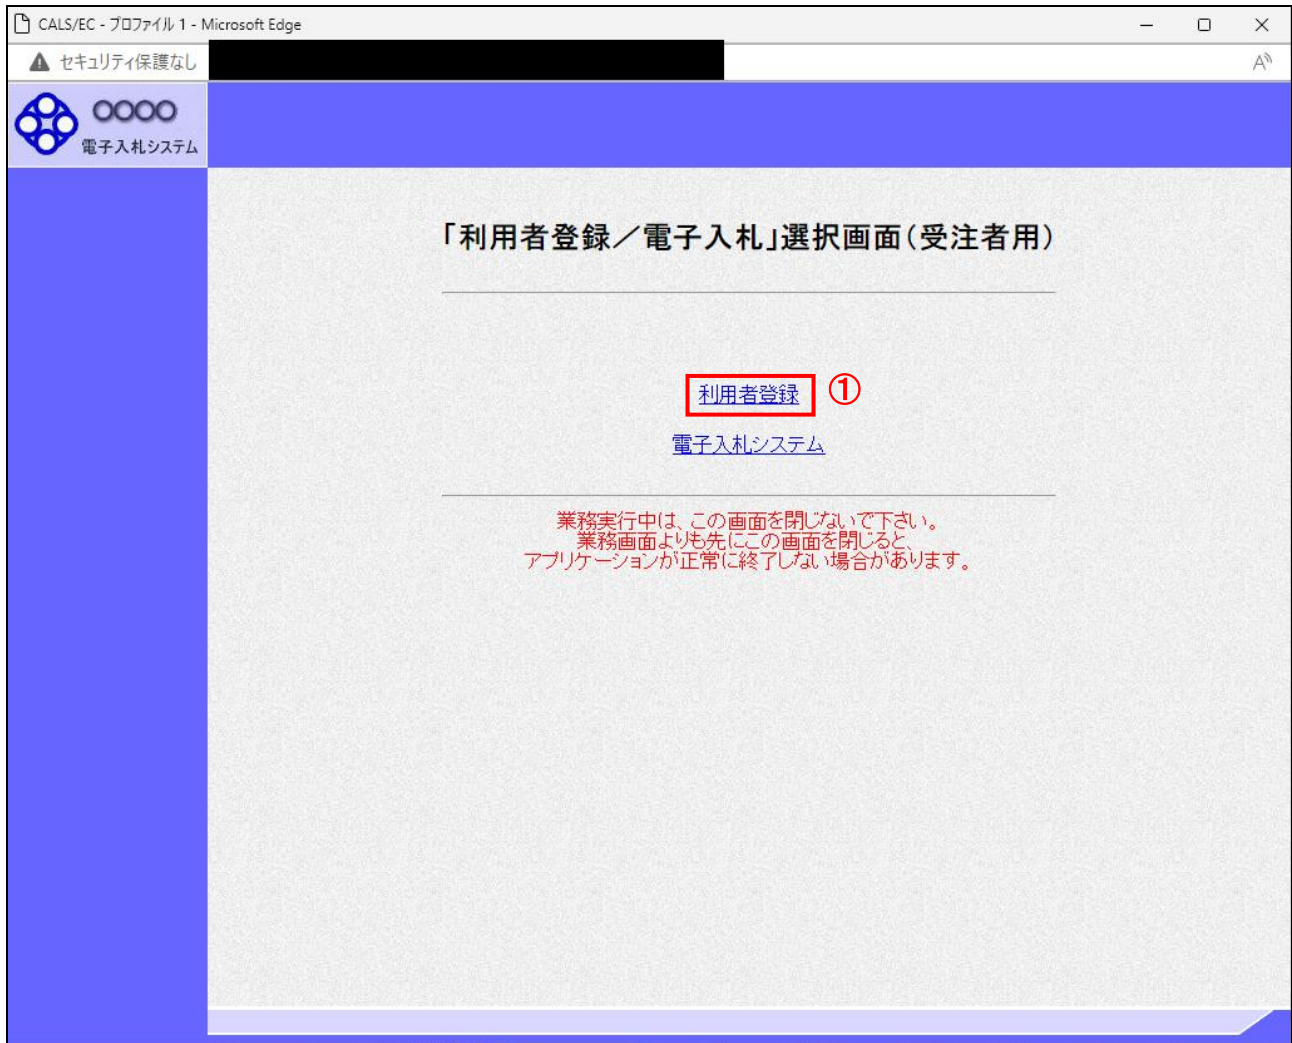 CALS/EC - プロファイル 1 - Microsoft Edge
セキュリティ保護なし
〇〇〇〇
電子入札システム
「利用者登録／電子入札」選択画面（受注者用）
利用者登録 ①
電子入札システム
業務実行中は、この画面を閉じないで下さい。
業務画面よりも先にこの画面を閉じると、
アプリケーションが正常に終了しない場合があります。